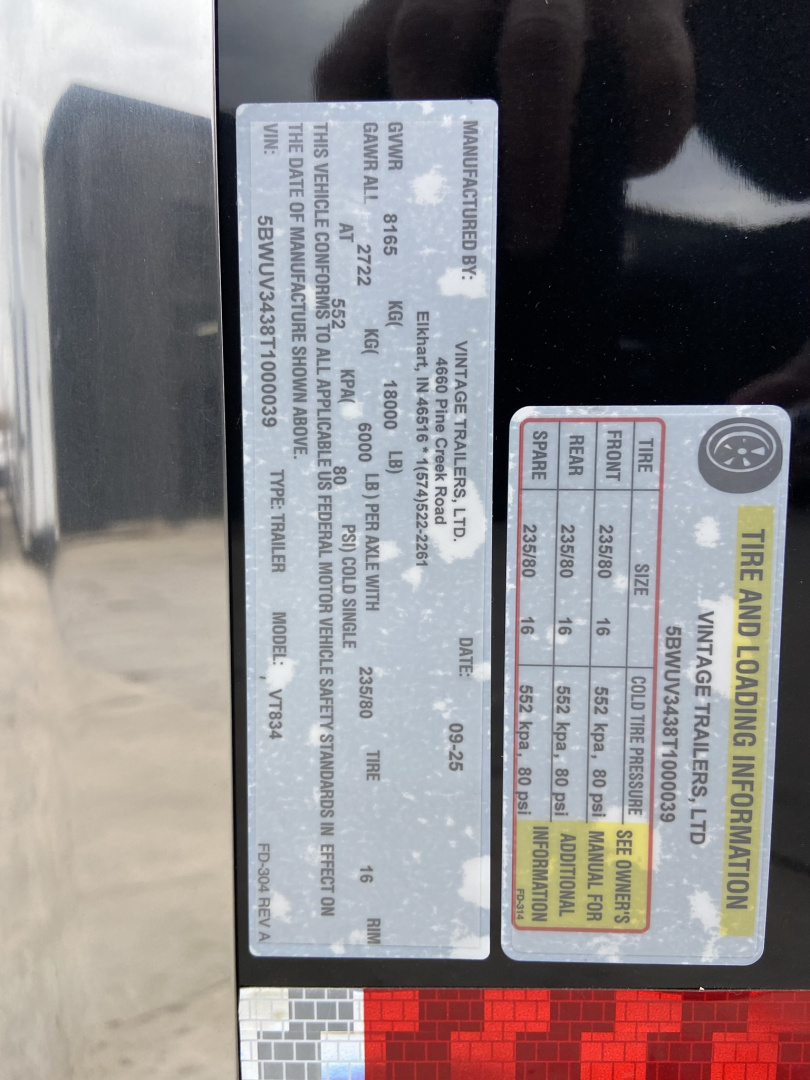 TIRE AND LOADING INFORMATION
VINTAGE TRAILERS, LTD
5BWUV3438T1000039
TIRE SIZE COLD TIRE PRESSURE SEE OWNER'S
FRONT 235/80 16 552 kpa, 80 psi MANUAL FOR
REAR 235/80 16 552 kpa, 80 psi ADDITIONAL
SPARE 235/80 16 552 kpa, 80 psi INFORMATION
FD-314
MANUFACTURED BY: VINTAGE TRAILERS, LTD. DATE: 09-25
4660 Pine Creek Road
Elkhart, IN 46516 * 1(574)522-2261
GVWR 8165 KG( 18000 LB)
GAWR ALL 2722 KG( 6000 LB) PER AXLE WITH 235/80 TIRE 16 RIM
AT 552 KPA( 80 PSI) COLD SINGLE
THIS VEHICLE CONFORMS TO ALL APPLICABLE US FEDERAL MOTOR VEHICLE SAFETY STANDARDS IN EFFECT ON
THE DATE OF MANUFACTURE SHOWN ABOVE.
VIN: 5BWUV3438T1000039 TYPE: TRAILER MODEL: , VT834
FD-304 REV A